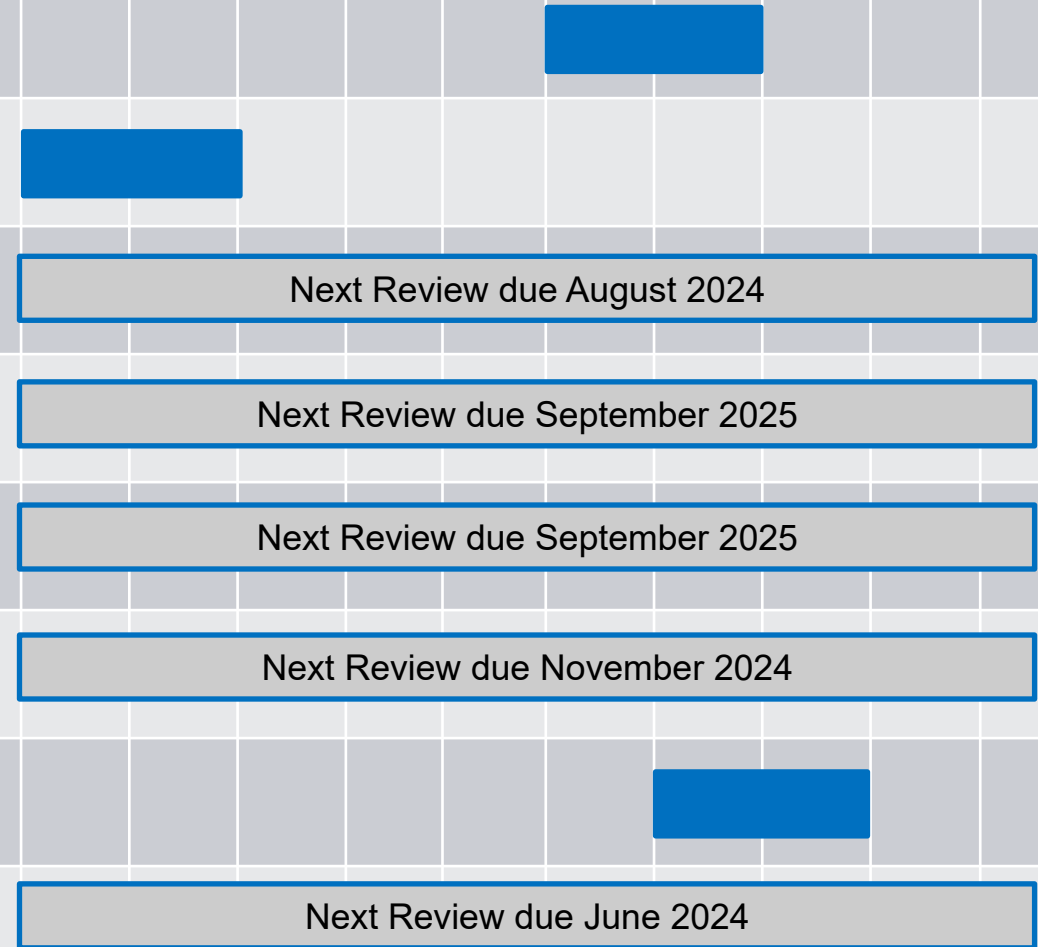 Next Review due August 2024
Next Review due September 2025
Next Review due September 2025
Next Review due November 2024
Next Review due June 2024